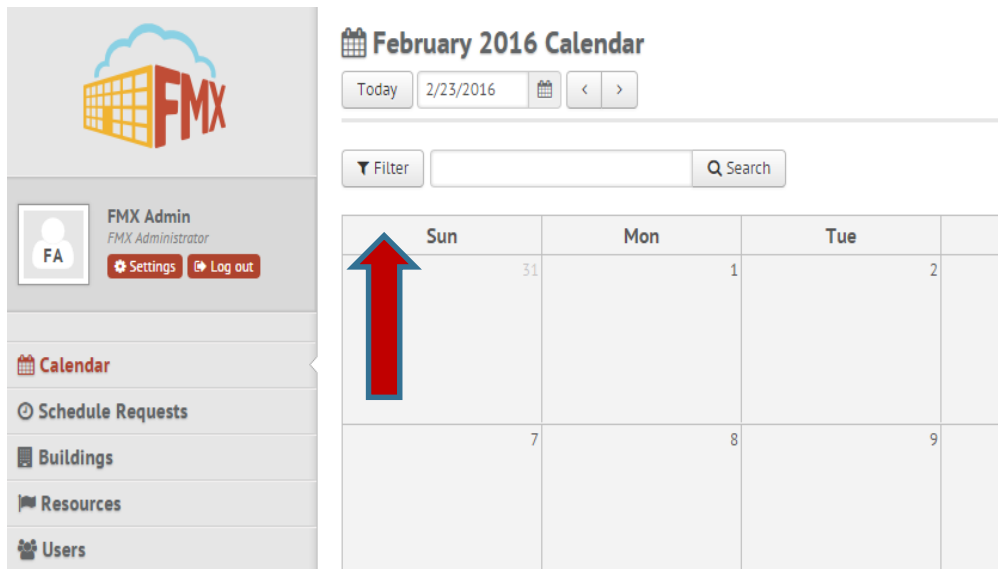 FMX
FMX Admin
FMX Administrator
FA
Settings Log out
Calendar
Schedule Requests
Buildings
Resources
Users
February 2016 Calendar
Today 2/23/2016 < >
Filter Search
Sun Mon Tue
31 1 2
7 8 9